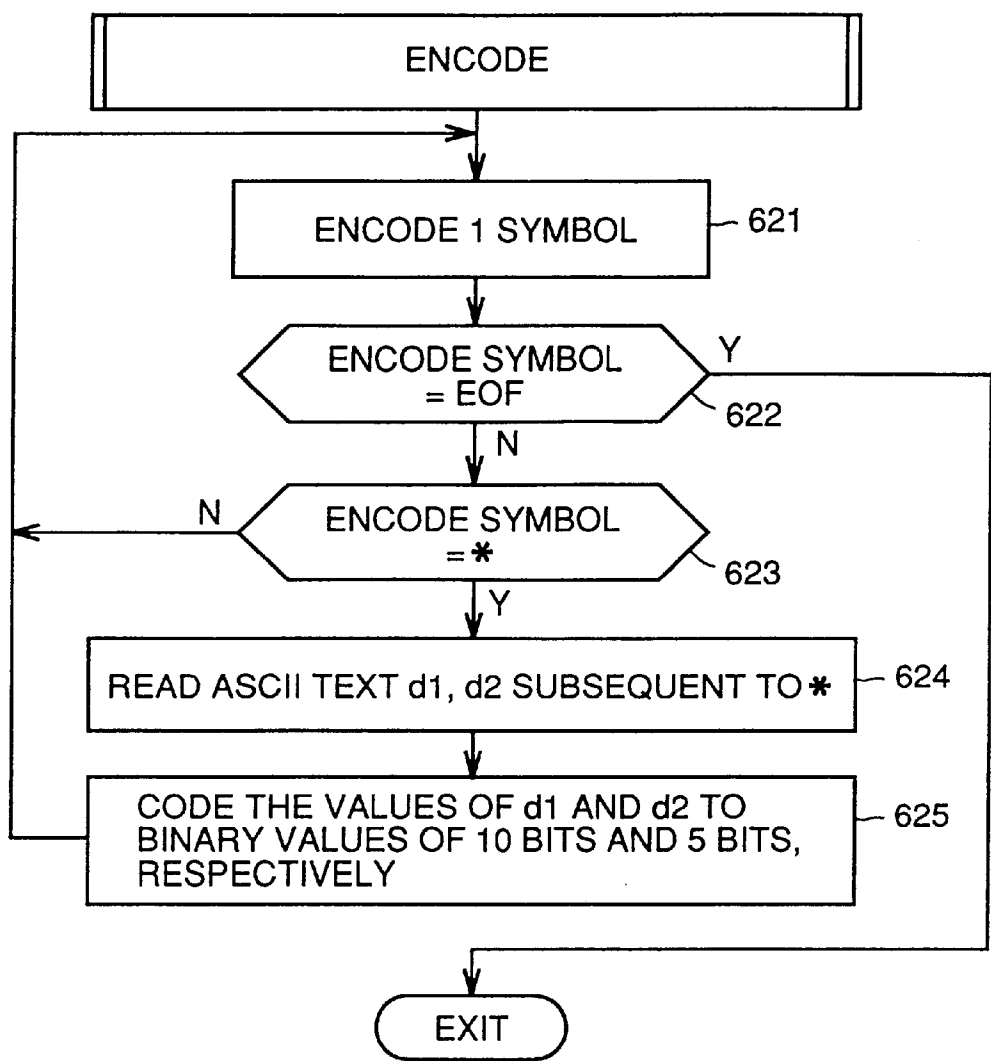 ENCODE
ENCODE 1 SYMBOL
621
ENCODE SYMBOL
= EOF
Y
622
N
ENCODE SYMBOL
= *
N
623
Y
READ ASCII TEXT d1, d2 SUBSEQUENT TO *
624
CODE THE VALUES OF d1 AND d2 TO
BINARY VALUES OF 10 BITS AND 5 BITS,
RESPECTIVELY
625
EXIT